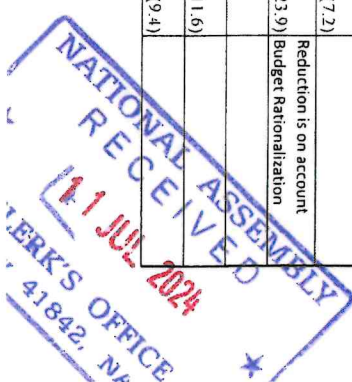 (7.2)
Reduction is on account
3.9) Budget Rationalization
1.6)
(9.4)
NATIONAL ASSEMBLY
RECEIVED
11 JUL 2024
LERK'S OFFICE
41842, NA